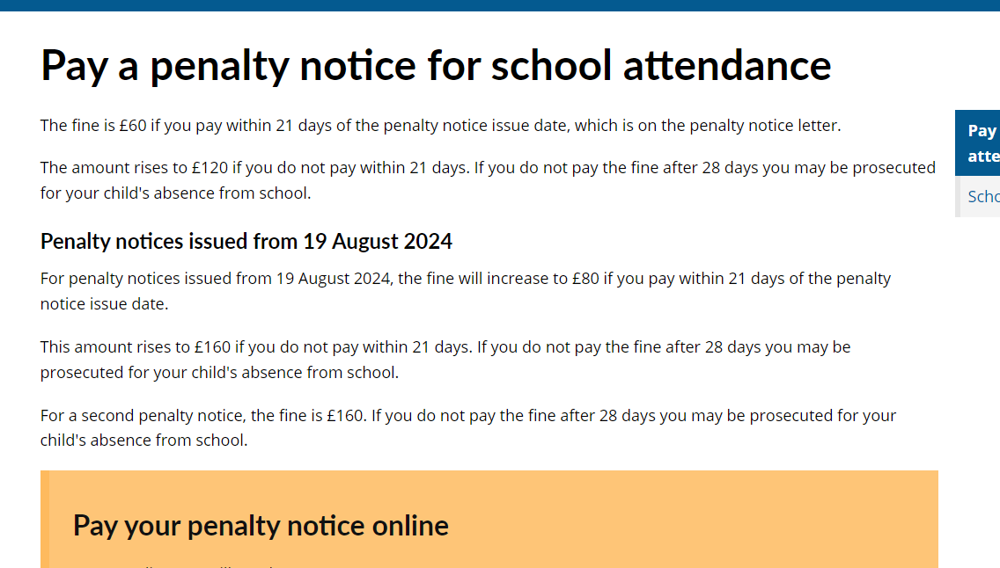 Pay a penalty notice for school attendance
The fine is £60 if you pay within 21 days of the penalty notice issue date, which is on the penalty notice letter.
The amount rises to £120 if you do not pay within 21 days. If you do not pay the fine after 28 days you may be prosecuted
for your child's absence from school.
Pay
atte
Scho
Penalty notices issued from 19 August 2024
For penalty notices issued from 19 August 2024, the fine will increase to £80 if you pay within 21 days of the penalty
notice issue date.
This amount rises to £160 if you do not pay within 21 days. If you do not pay the fine after 28 days you may be
prosecuted for your child's absence from school.
For a second penalty notice, the fine is £160. If you do not pay the fine after 28 days you may be prosecuted for your
child's absence from school.
Pay your penalty notice online